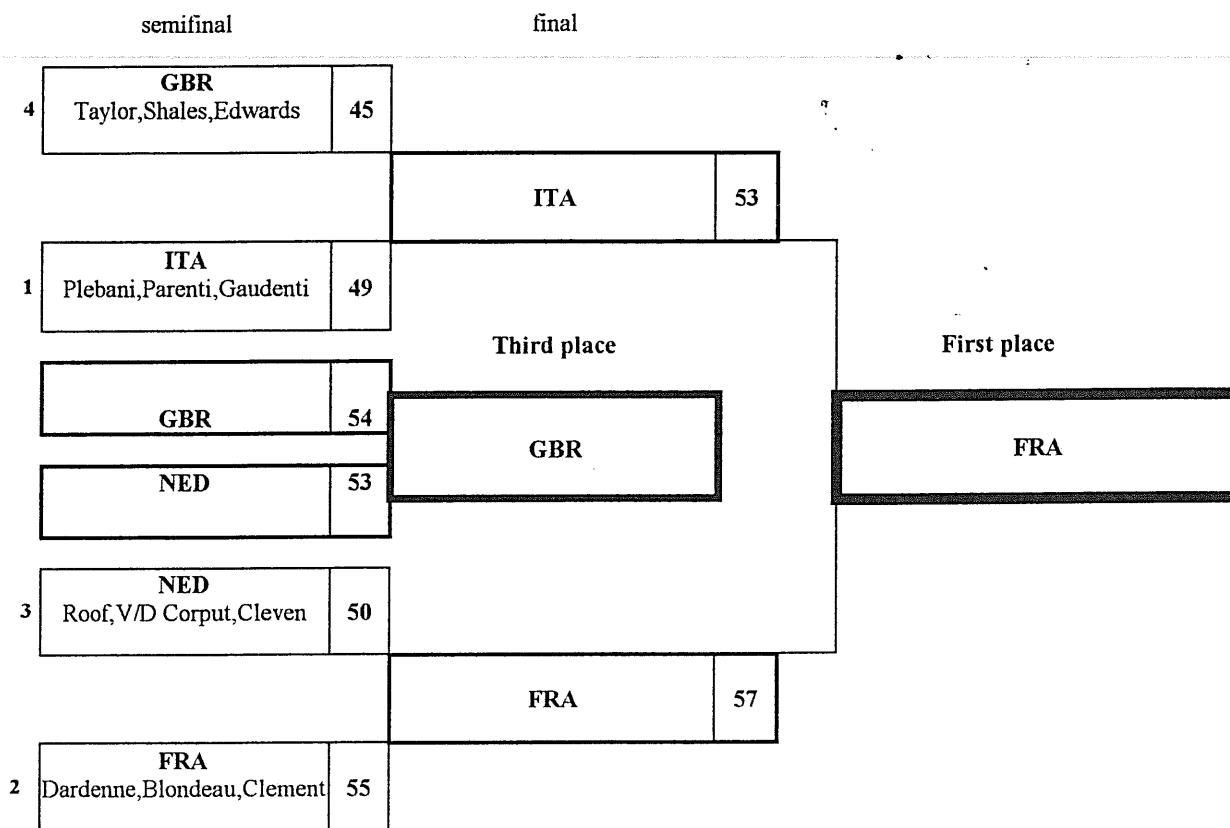 semifinal final
GBR
4 Taylor,Shales,Edwards 45
ITA 53
ITA
1 Plebani,Parenti,Gaudenti 49
Third place First place
GBR 54
GBR FRA
NED 53
NED
3 Roof,V/D Corput,Cleven 50
FRA 57
FRA
2 Dardenne,Blondeau,Clement 55